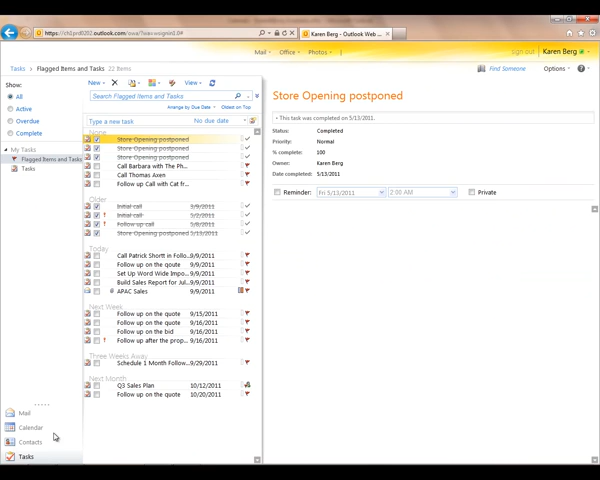 https://ch1prd0202.outlook.com/owa/?wa=wsignin1.0#
Karen Berg - Outlook Web ...
Mail
Office
Photos
sign out
Karen Berg
Tasks > Flagged Items and Tasks 22 Items
Find Someone
Options
Show:
All
Active
Overdue
Complete
My Tasks
Flagged Items and Tasks
Tasks
New
View
Search Flagged Items and Tasks
Arrange by Due Date
Oldest on Top
Type a new task
No due date
None
Store Opening postponed
Store Opening postponed
Store Opening postponed
Call Barbara with The Ph...
Call Thomas Axen
Follow up Call with Cat fr...
Older
Initial call 3/9/2011
Initial call 5/2/2011
Follow up call 5/8/2011
Store Opening postponed 5/13/2011
Today
Call Patrick Shortt in Follo... 9/9/2011
Follow up on the quote 9/9/2011
Set Up Word Wide Impo... 9/9/2011
Build Sales Report for Jul... 9/9/2011
APAC Sales 9/9/2011
Next Week
Follow up on the quote 9/15/2011
Follow up on the quote 9/16/2011
Follow up on the bid 9/16/2011
Follow up after the prop... 9/16/2011
Three Weeks Away
Schedule 1 Month Follow... 9/29/2011
Next Month
Q3 Sales Plan 10/12/2011
Follow up on the quote 10/20/2011
Store Opening postponed
• This task was completed on 5/13/2011.
Status: Completed
Priority: Normal
% complete: 100
Owner: Karen Berg
Date completed: 5/13/2011
Reminder: Fri 5/13/2011 2:00 AM Private
Mail
Calendar
Contacts
Tasks